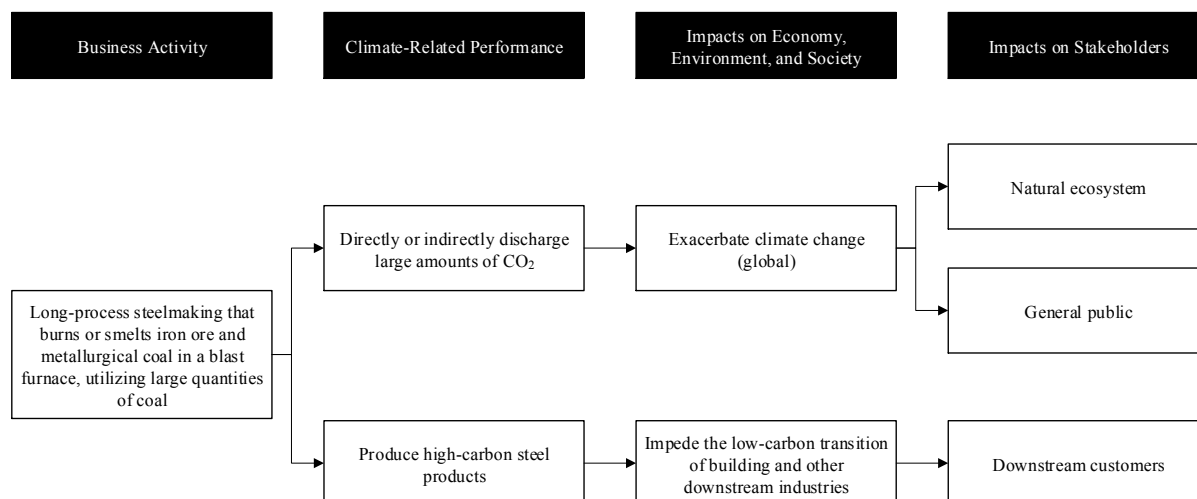 Business Activity
Climate-Related Performance
Impacts on Economy,
Environment, and Society
Impacts on Stakeholders
Natural ecosystem
Directly or indirectly discharge
large amounts of CO₂
Exacerbate climate change
(global)
General public
Long-process steelmaking that
burns or smelts iron ore and
metallurgical coal in a blast
furnace, utilizing large quantities
of coal
Produce high-carbon steel
products
Impede the low-carbon transition
of building and other
downstream industries
Downstream customers